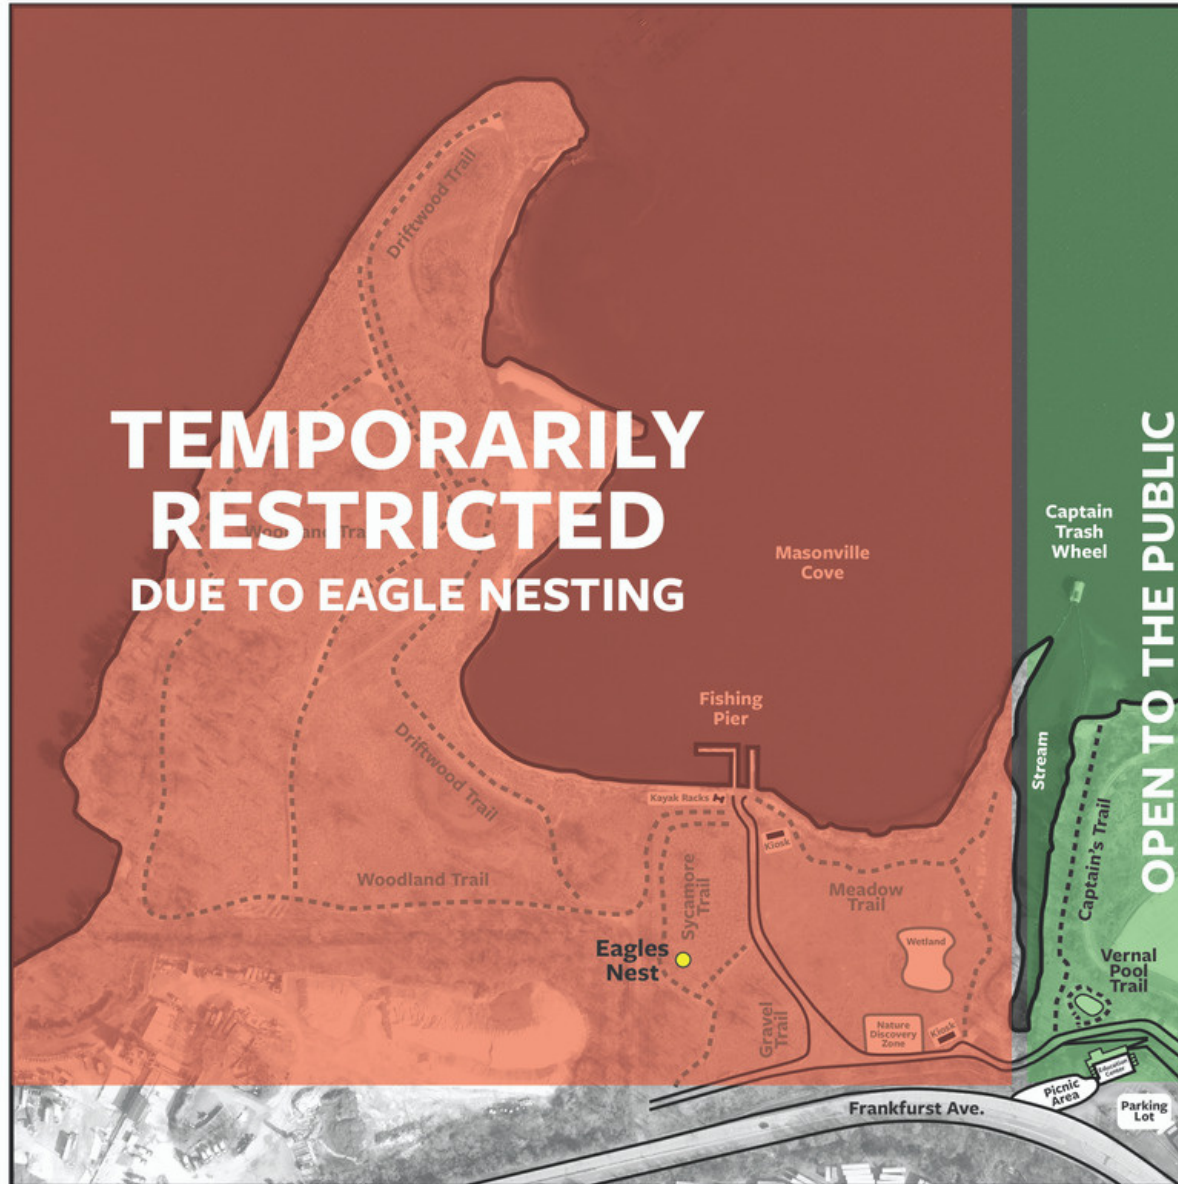 Driftwood Trail
TEMPORARILY
RESTRICTED
DUE TO EAGLE NESTING
Woodland Trail
Masonville
Cove
Captain
Trash
Wheel
OPEN TO THE PUBLIC
Fishing
Pier
Stream
Driftwood Trail
Kayak Racks
Kiosk
Captain's Trail
Woodland Trail
Sycamore
Trail
Meadow
Trail
Eagles
Nest
Wetland
Vernal
Pool
Trail
Gravel
Trail
Nature
Discovery
Zone
Kiosk
Education
Center
Picnic
Area
Frankfurst Ave.
Parking
Lot